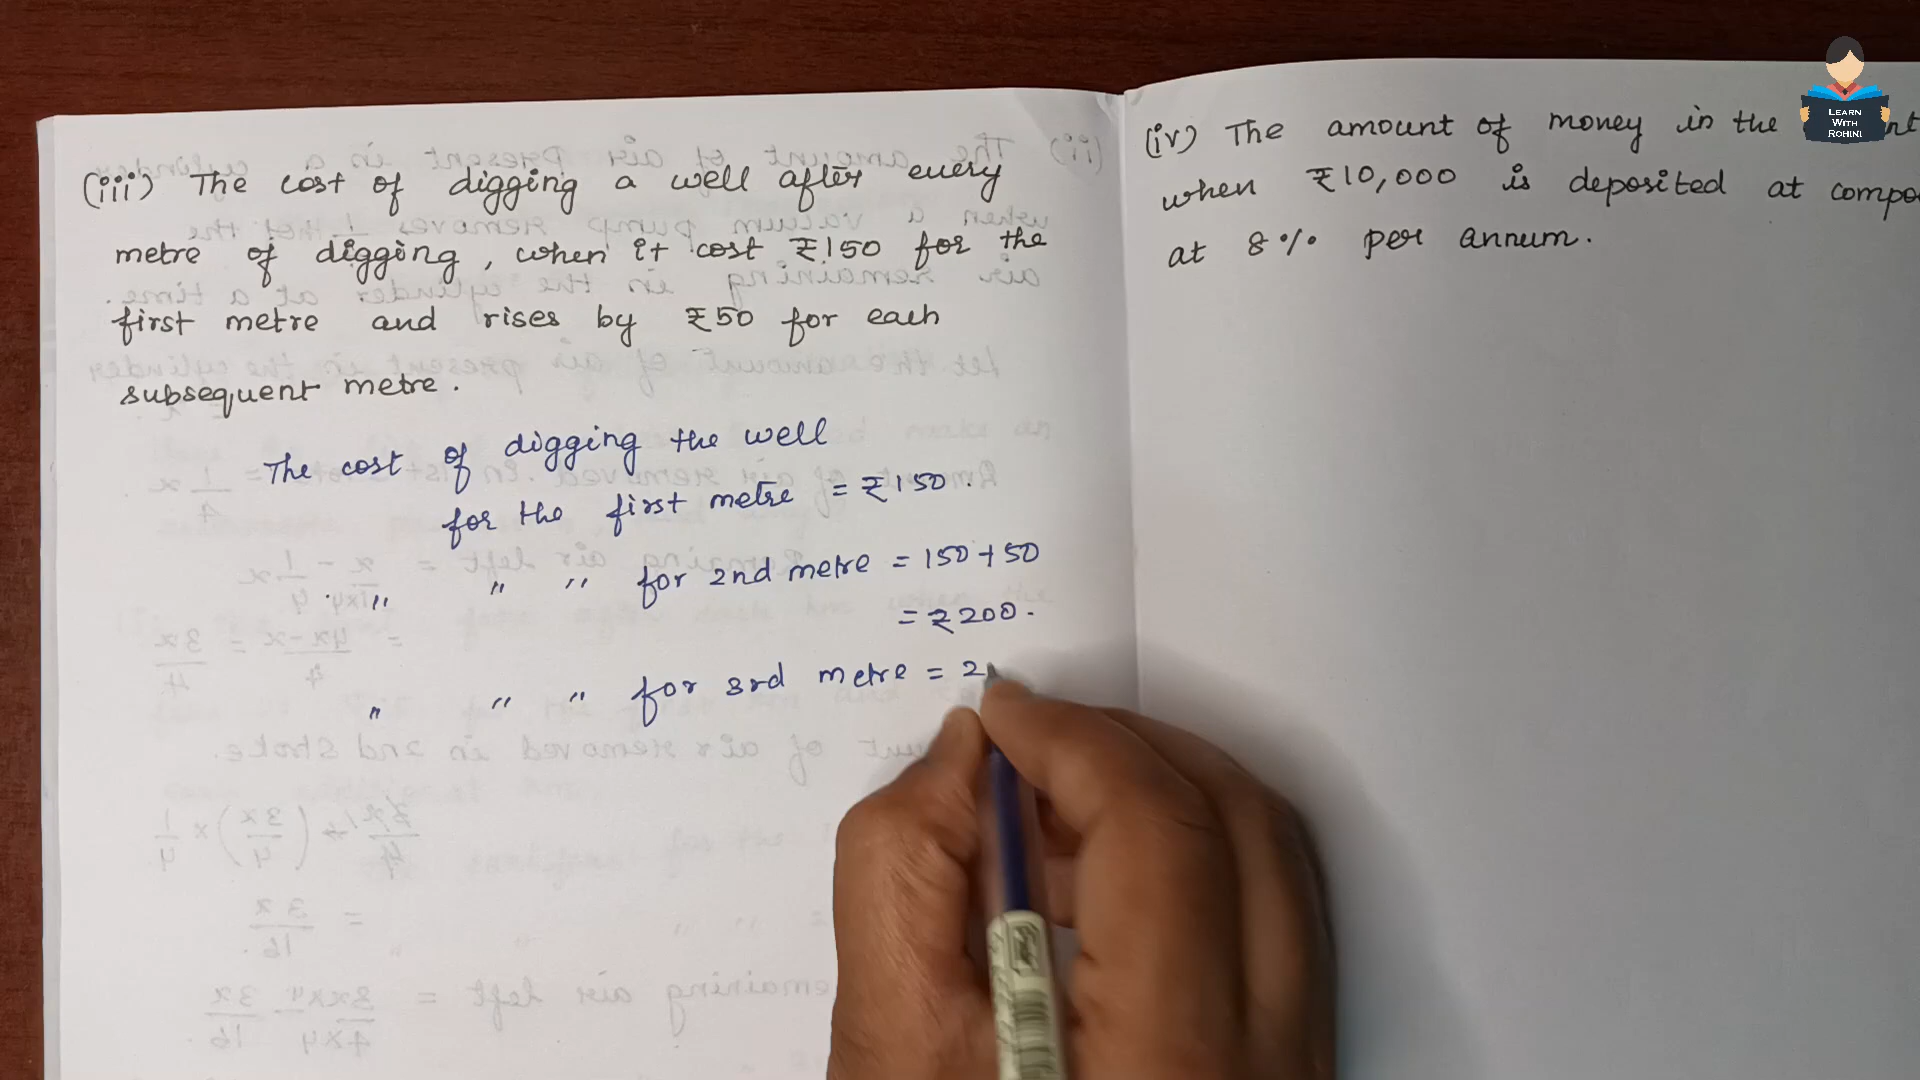 (iii) The cost of digging a well after every
metre of digging, when it cost ₹150 for the
first metre and rises by ₹50 for each
subsequent metre.
The cost of digging the well
for the first metre = ₹150.
" " " for 2nd metre = 150+50
= ₹200.
" " " for 3rd metre = 2
(iv) The amount of money in the
when ₹10,000 is deposited at compo
at 8% per annum.
LEARN
WITH
ROHINI